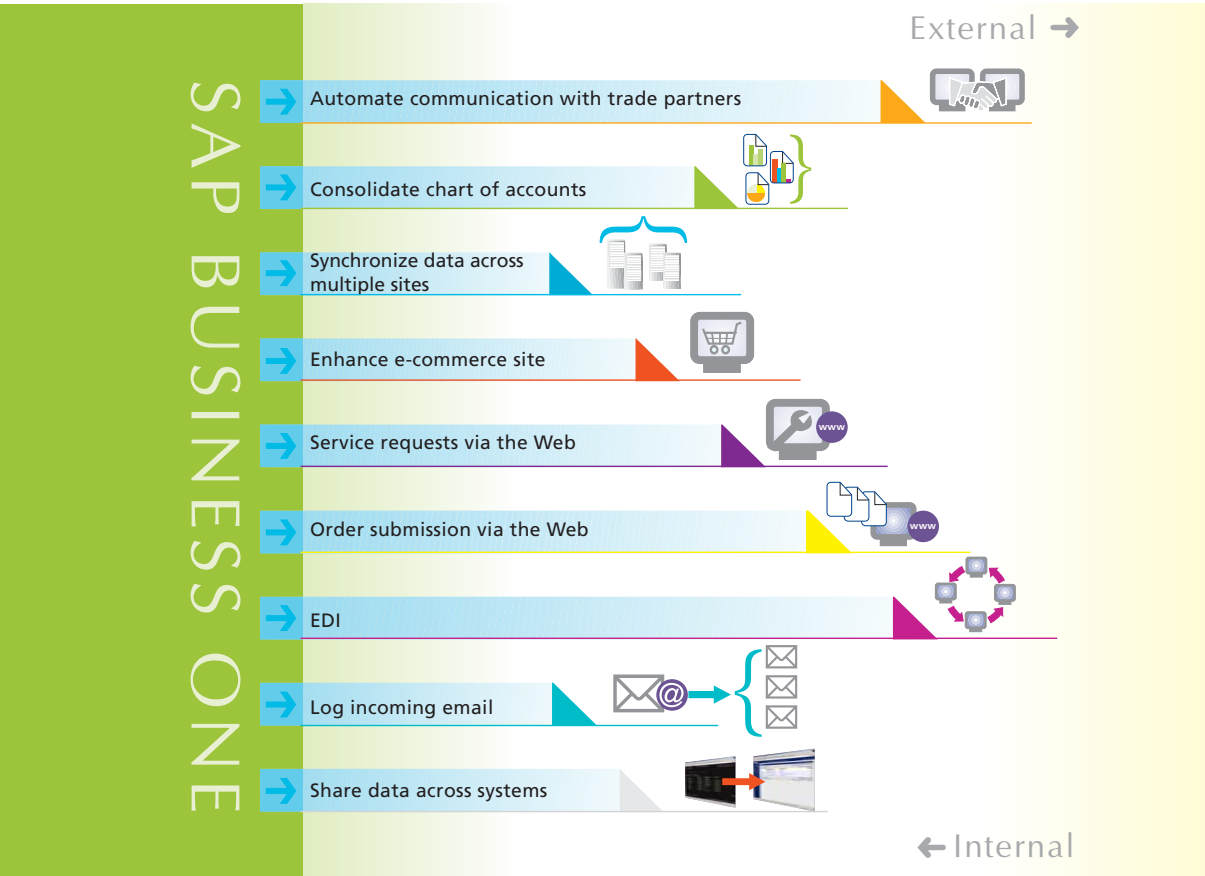 External
SAP BUSINESS ONE
Automate communication with trade partners
Consolidate chart of accounts
Synchronize data across
multiple sites
Enhance e-commerce site
Service requests via the Web
www
Order submission via the Web
www
EDI
Log incoming email
@
Share data across systems
Internal